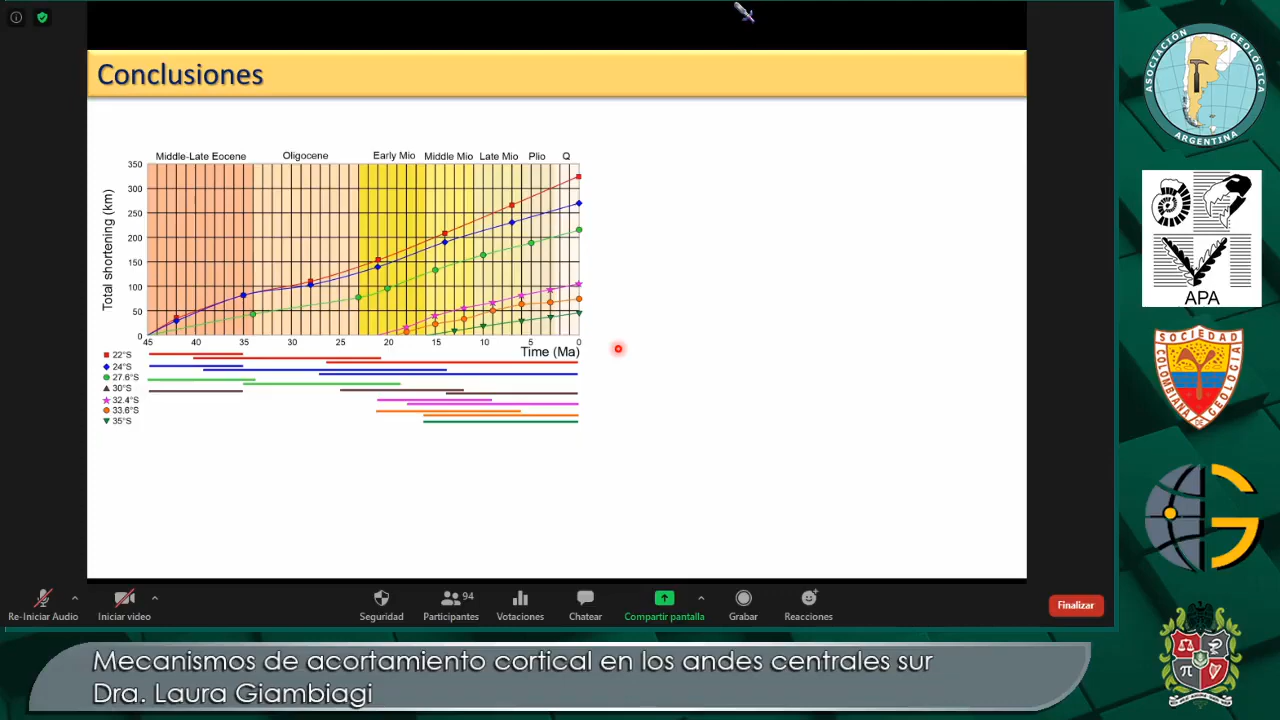 Conclusiones
Middle-Late Eocene
Oligocene
Early Mio
Middle Mio
Late Mio
Plio
Q
Total shortening (km)
350
300
250
200
150
100
50
0
45
40
35
30
25
20
15
10
5
0
Time (Ma)
22°S
24°S
27.6°S
30°S
32.4°S
33.6°S
35°S
Re-Iniciar Audio
Iniciar video
Seguridad
94
Participantes
Votaciones
Chatear
Compartir pantalla
Grabar
Reacciones
Finalizar
Mecanismos de acortamiento cortical en los andes centrales sur
Dra. Laura Giambiagi
ASOCIACIÓN GEOLÓGICA
ARGENTINA
APA
SOCIEDAD
COLOMBIANA
DE
GEOLOGIA